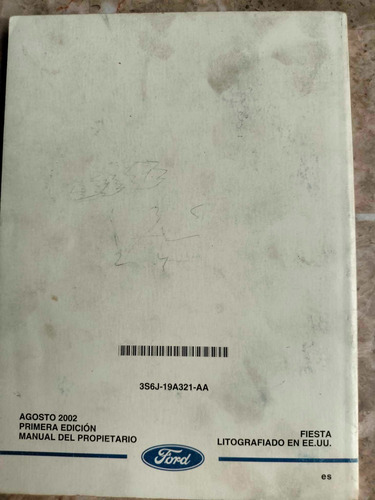 3S6J-19A321-AA
AGOSTO 2002
PRIMERA EDICIÓN
MANUAL DEL PROPIETARIO
Ford
FIESTA
LITOGRAFIADO EN EE.UU.
es